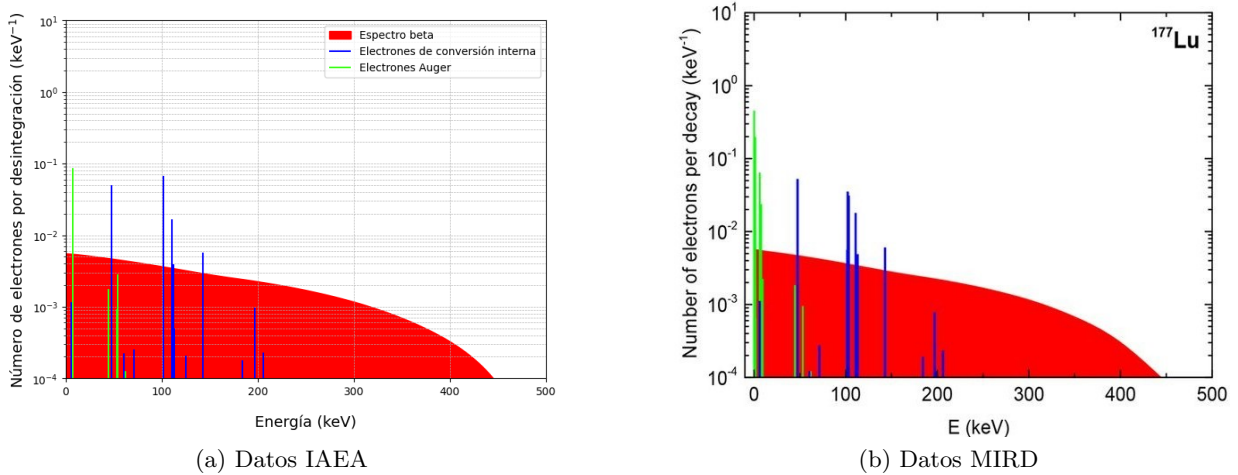 Número de electrones por desintegración (keV⁻¹)
10¹
10⁰
10⁻¹
10⁻²
10⁻³
10⁻⁴
0
100
200
300
400
500
Energía (keV)
Espectro beta
Electrones de conversión interna
Electrones Auger
(a) Datos IAEA
Number of electrons per decay (keV⁻¹)
10¹
10⁰
10⁻¹
10⁻²
10⁻³
10⁻⁴
0
100
200
300
400
500
E (keV)
¹⁷⁷Lu
(b) Datos MIRD